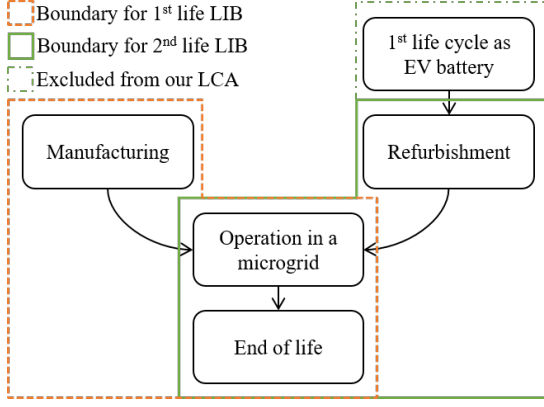 Boundary for 1st life LIB
Boundary for 2nd life LIB
Excluded from our LCA
1st life cycle as
EV battery
Manufacturing
Refurbishment
Operation in a
microgrid
End of life